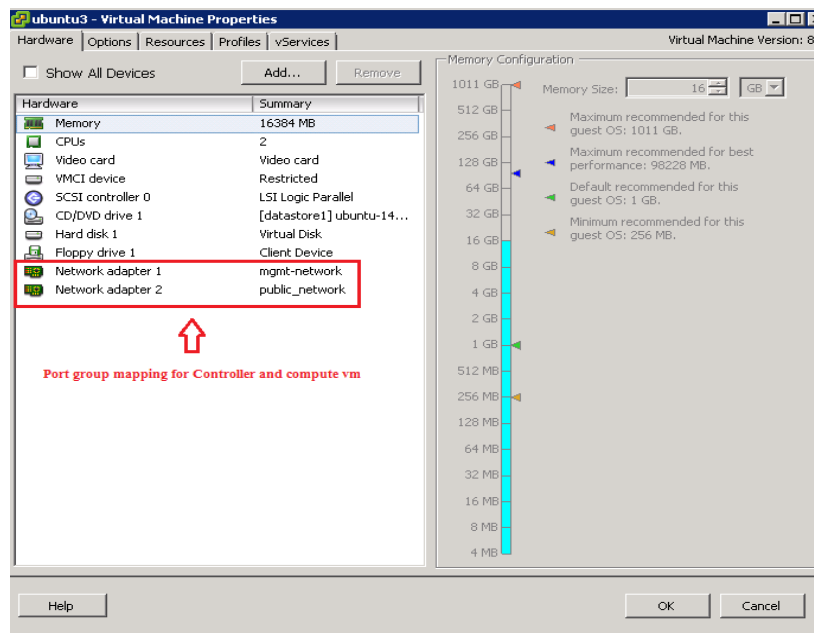 ubuntu3 - Virtual Machine Properties
Hardware Options Resources Profiles vServices Virtual Machine Version: 8
Show All Devices Add... Remove
Hardware Summary
Memory 16384 MB
CPUs 2
Video card Video card
VMCI device Restricted
SCSI controller 0 LSI Logic Parallel
CD/DVD drive 1 [datastore1] ubuntu-14...
Hard disk 1 Virtual Disk
Floppy drive 1 Client Device
Network adapter 1 mgmt-network
Network adapter 2 public_network
Port group mapping for Controller and compute vm
Memory Configuration
Memory Size: 16 GB
1011 GB
512 GB
256 GB
128 GB
64 GB
32 GB
16 GB
8 GB
4 GB
2 GB
1 GB
512 MB
256 MB
128 MB
64 MB
32 MB
16 MB
8 MB
4 MB
Maximum recommended for this
guest OS: 1011 GB.
Maximum recommended for best
performance: 98228 MB.
Default recommended for this
guest OS: 1 GB.
Minimum recommended for this
guest OS: 256 MB.
Help OK Cancel